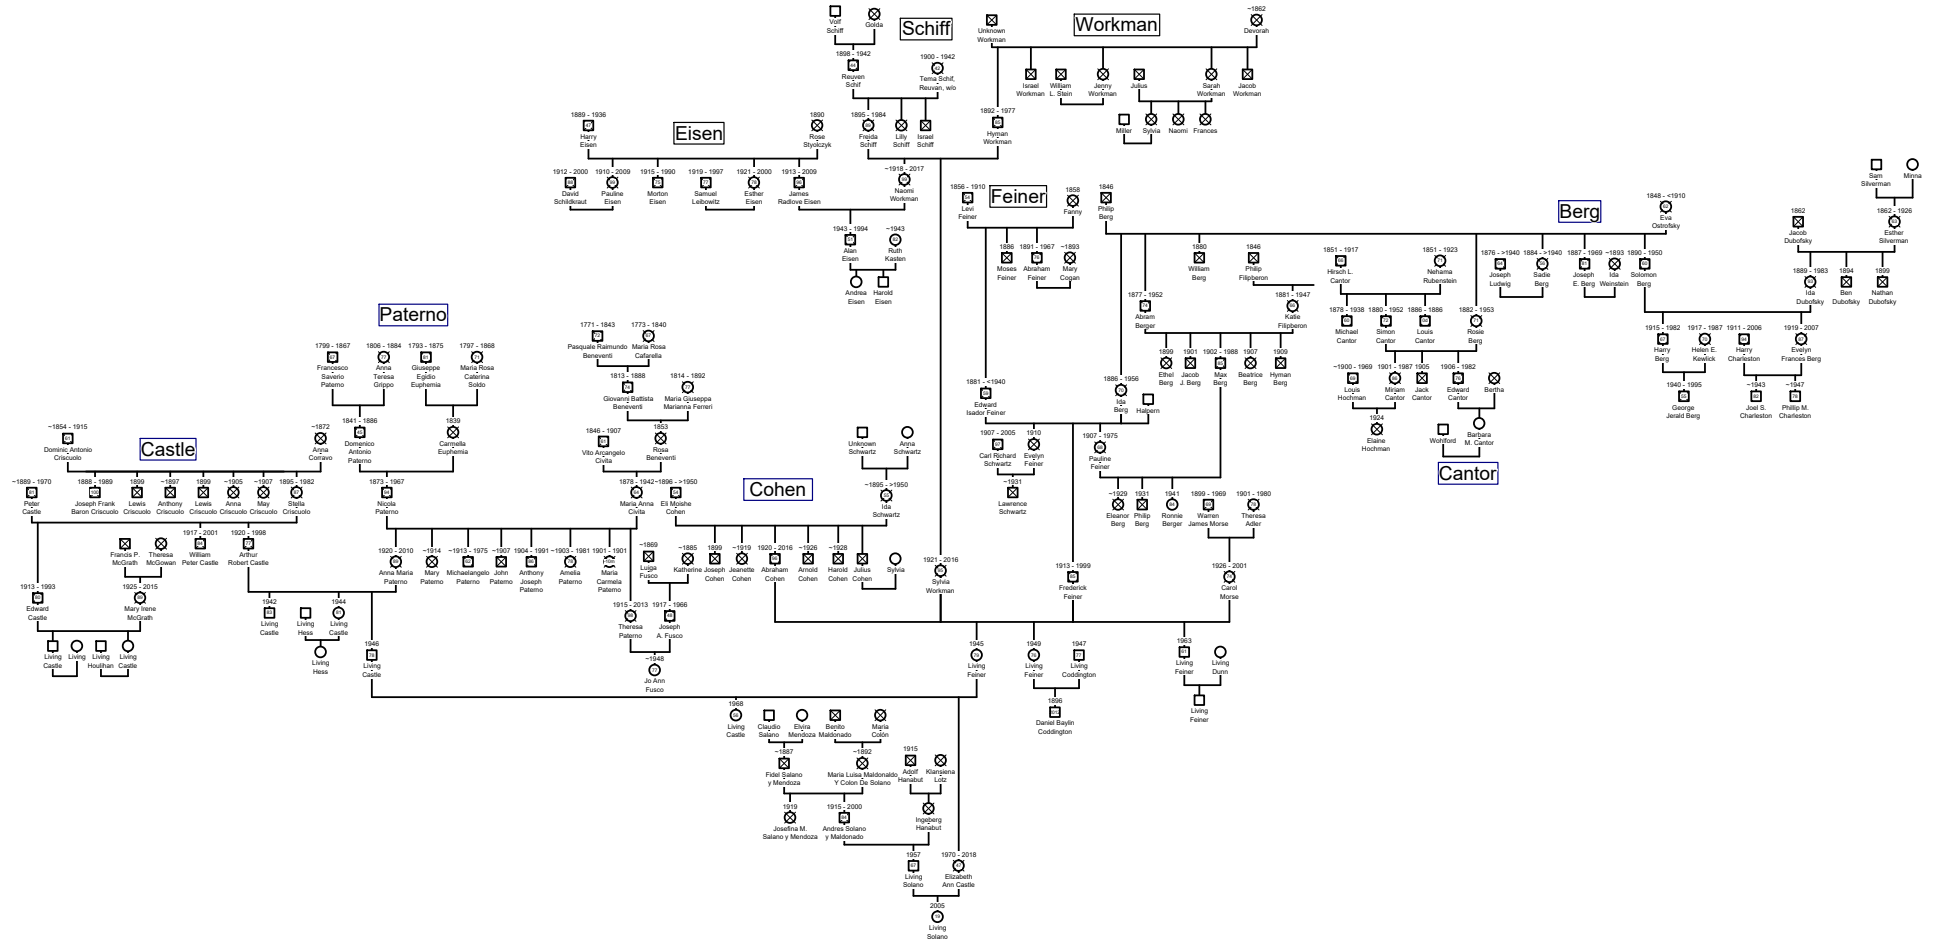 Volf
Schiff
Golda
Schiff
Unknown
Workman
Workman
~1862
Devorah
1898 - 1942
Reuven
Schif
1900 - 1942
Tema Schif,
Reuvan, w/o
Israel
Workman
William
L. Stein
Jenny
Workman
Julius
Sarah
Workman
Jacob
Workman
1889 - 1936
Harry
Eisen
Eisen
1890
Rose
Styolczyk
1895 - 1984
Freida
Schiff
Lilly
Schiff
Israel
Schiff
1892 - 1977
Hyman
Workman
Miller
Sylvia
Naomi
Frances
1912 - 2000
David
Schildkraut
1910 - 2009
Pauline
Eisen
1915 - 1990
Morton
Eisen
1919 - 1997
Samuel
Leibowitz
1921 - 2000
Esther
Eisen
1913 - 2009
James
Radlove Eisen
~1918 - 2017
Naomi
Workman
1856 - 1910
Levi
Feiner
Feiner
1858
Fanny
1846
Philip
Berg
Berg
1848 - <1910
Eva
Ostrofsky
Sam
Silverman
Minna
1943 - 1994
Alan
Eisen
~1943
Ruth
Kasten
Andrea
Eisen
Harold
Eisen
1886
Moses
Feiner
1891 - 1967
Abraham
Feiner
~1893
Mary
Cogan
1880
William
Berg
1846
Philip
Filipberon
1851 - 1917
Hirsch L.
Cantor
1851 - 1923
Nehama
Rubenstein
1876 - >1940
Joseph
Ludwig
1884 - >1940
Sadie
Berg
1887 - 1969
Joseph
E. Berg
~1893
Ida
Weinstein
1890 - 1950
Solomon
Berg
1862
Jacob
Dubofsky
1862 - 1926
Esther
Silverman
1889 - 1983
Ida
Dubofsky
1894
Ben
Dubofsky
1899
Nathan
Dubofsky
1877 - 1952
Abram
Berger
1881 - 1947
Katie
Filipberon
1878 - 1938
Michael
Cantor
1880 - 1952
Simon
Cantor
1886 - 1886
Louis
Cantor
1882 - 1953
Rosie
Berg
Paterno
1799 - 1867
Francesco
Saverio
Paterno
1806 - 1884
Anna
Teresa
Grippo
1793 - 1875
Giuseppe
Egidio
Euphemia
1797 - 1868
Maria Rosa
Caterina
Soldo
1771 - 1843
Pasquale Raimundo
Beneventi
1773 - 1840
Maria Rosa
Cafarella
1813 - 1888
Giovanni Battista
Beneventi
1814 - 1892
Maria Giuseppa
Marianna Ferreri
1881 - <1940
Edward
Isador Feiner
1886 - 1956
Ida
Berg
Halpern
1899
Ethel
Berg
1901
Jacob
J. Berg
1902 - 1988
Max
Berg
1907
Beatrice
Berg
1909
Hyman
Berg
~1900 - 1969
Louis
Hochman
1901 - 1987
Miriam
Cantor
1905
Jack
Cantor
1906 - 1982
Edward
Cantor
Bertha
1915 - 1982
Harry
Berg
1917 - 1987
Helen E.
Kewlick
1911 - 2006
Harry
Charleston
1919 - 2007
Evelyn
Frances Berg
1940 - 1995
George
Jerald Berg
~1943
Joel S.
Charleston
~1947
Phillip M.
Charleston
1924
Elaine
Hochman
Wohlford
Barbara
M. Cantor
Cantor
~1854 - 1915
Dominic Antonio
Criscuolo
Castle
~1872
Anna
Corravo
1841 - 1886
Domenico
Antonio
Paterno
1839
Carmella
Euphemia
1846 - 1907
Vito Arcangelo
Civita
1853
Rosa
Beneventi
Unknown
Schwartz
Anna
Schwartz
1907 - 2005
Carl Richard
Schwartz
1910
Evelyn
Feiner
1907 - 1975
Pauline
Feiner
~1889 - 1970
Peter
Castle
1888 - 1989
Joseph Frank
Baron Criscuolo
1899
Lewis
Criscuolo
~1897
Anthony
Criscuolo
1899
Lewis
Criscuolo
~1905
Anna
Criscuolo
~1907
May
Criscuolo
1895 - 1982
Stella
Criscuolo
1873 - 1967
Nicola
Paterno
1878 - 1942
Maria Anna
Civita
~1896 - >1950
Eli Moishe
Cohen
Cohen
~1895 - >1950
Ida
Schwartz
~1931
Lawrence
Schwartz
~1929
Eleanor
Berg
1931
Philip
Berg
1941
Ronnie
Berger
1899 - 1969
Warren
James Morse
1901 - 1980
Theresa
Adler
Francis P.
McGrath
Theresa
McGowan
1917 - 2001
William
Peter Castle
1920 - 1998
Arthur
Robert Castle
1920 - 2010
Anna Maria
Paterno
~1914
Mary
Paterno
~1913 - 1975
Michaelangelo
Paterno
~1907
John
Paterno
1904 - 1991
Anthony
Joseph
Paterno
~1903 - 1981
Amelia
Paterno
1901 - 1901
Maria
Carmela
Paterno
~1869
Luiga
Fusco
~1885
Katherine
1899
Joseph
Cohen
~1919
Jeanette
Cohen
1920 - 2016
Abraham
Cohen
~1926
Arnold
Cohen
~1928
Harold
Cohen
Julius
Cohen
Sylvia
1921 - 2016
Sylvia
Workman
1913 - 1999
Frederick
Feiner
1926 - 2001
Carol
Morse
1913 - 1993
Edward
Castle
1925 - 2015
Mary Irene
McGrath
1942
Living
Castle
Living
Hess
1944
Living
Castle
1915 - 2013
Theresa
Paterno
1917 - 1966
Joseph
A. Fusco
Living
Castle
Living
Living
Houlihan
Living
Castle
Living
Hess
1946
Living
Castle
~1948
Jo Ann
Fusco
1945
Living
Feiner
1949
Living
Feiner
1947
Living
Coddington
1963
Living
Feiner
Living
Dunn
1896
Daniel Baylin
Coddington
Living
Feiner
1968
Living
Castle
Claudio
Salano
Elvira
Mendoza
Benito
Maldonado
Maria
Colón
~1887
Fidel Salano
y Mendoza
~1892
Maria Luisa Maldonaldo
Y Colon De Solano
1915
Adolf
Hanabut
Klansiena
Lotz
1919
Josefina M.
Salano y Mendoza
1915 - 2000
Andres Solano
y Maldonado
Ingeberg
Hanabut
1957
Living
Solano
1970 - 2018
Elizabeth
Ann Castle
2005
Living
Solano